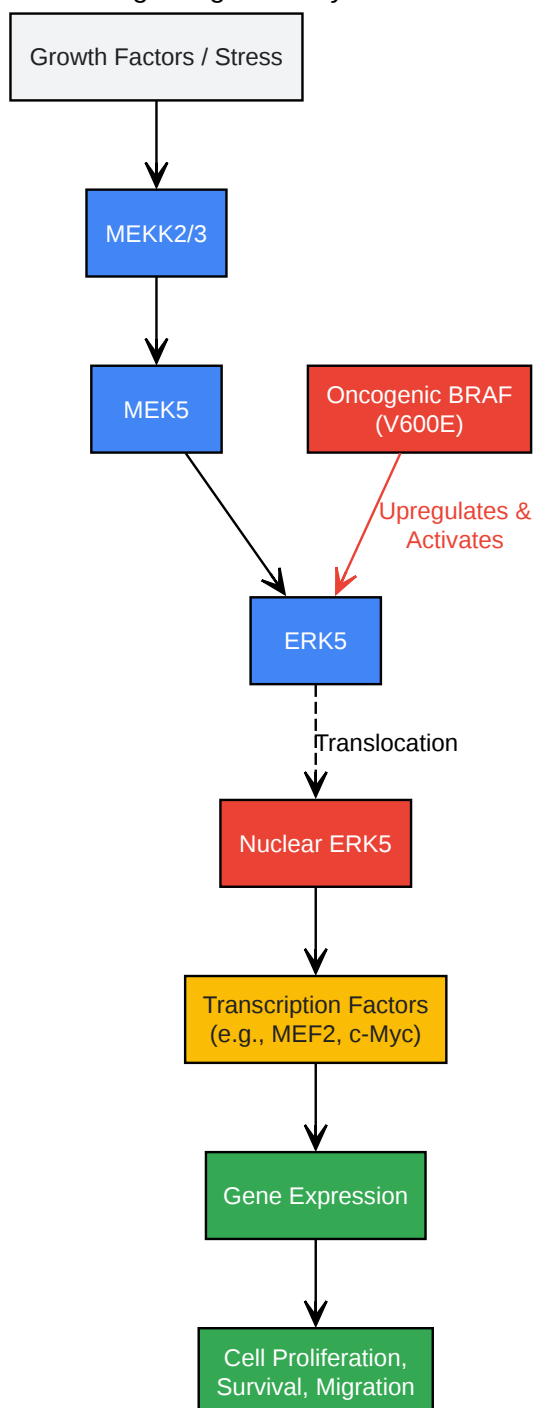 Growth Factors / Stress
MEKK2/3
MEK5
Oncogenic BRAF
(V600E)
Upregulates &
Activates
ERK5
Translocation
Nuclear ERK5
Transcription Factors
(e.g., MEF2, c-Myc)
Gene Expression
Cell Proliferation,
Survival, Migration